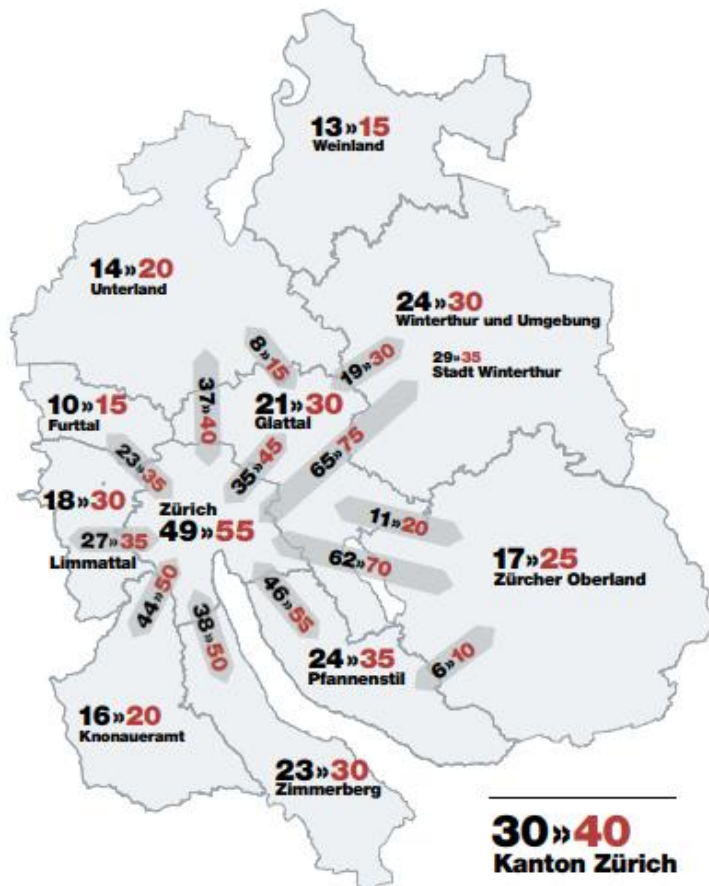 13»15
Weinland
14»20
Unterland
24»30
Winterthur und Umgebung
29»35
Stadt Winterthur
8»15
19»30
37»40
10»15
Furttal
21»30
Glattal
23»35
35»45
65»75
18»30
Zürich
49»55
27»35
Limmattal
11»20
62»70
17»25
Zürcher Oberland
44»50
38»50
46»55
24»35
Pfannenstil
6»10
16»20
Knonaueramt
23»30
Zimmerberg
30»40
Kanton Zürich